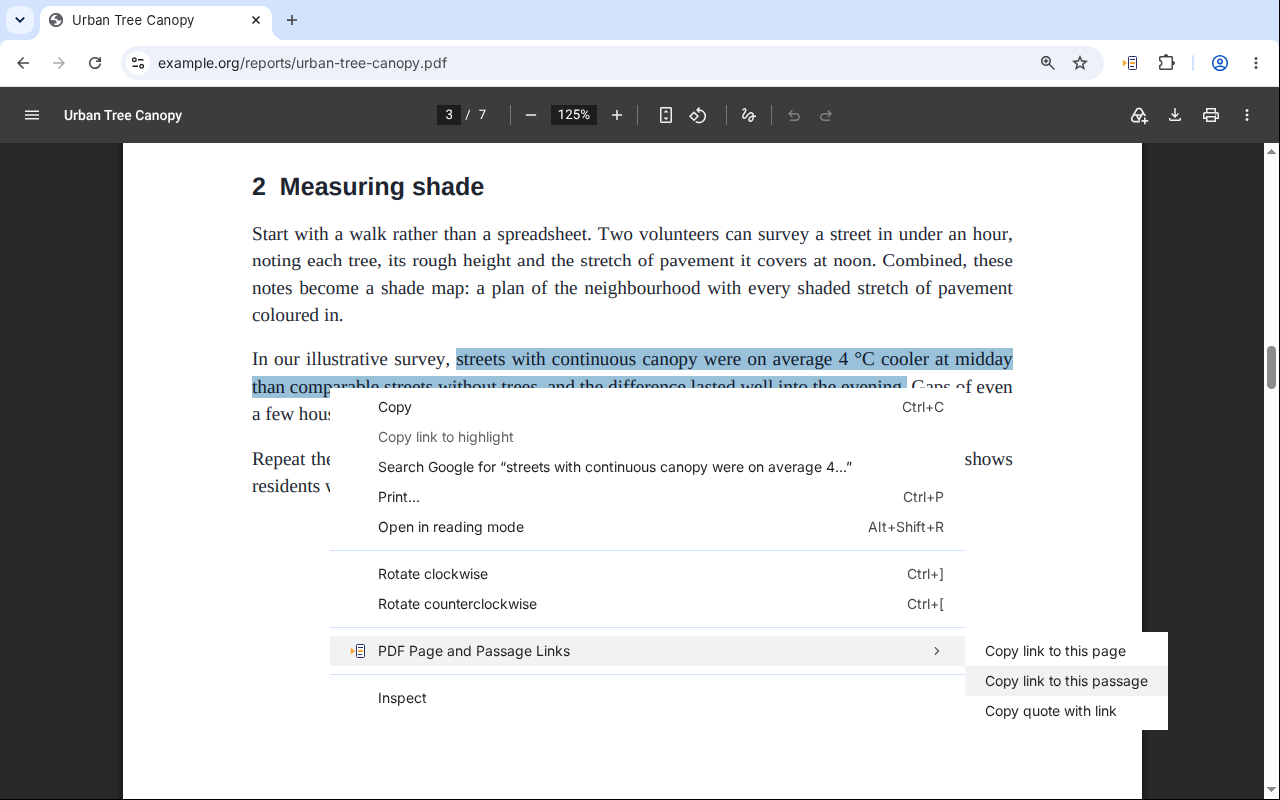 Urban Tree Canopy
example.org/reports/urban-tree-canopy.pdf
Urban Tree Canopy
3 / 7
125%
2 Measuring shade
Start with a walk rather than a spreadsheet. Two volunteers can survey a street in under an hour,
noting each tree, its rough height and the stretch of pavement it covers at noon. Combined, these
notes become a shade map: a plan of the neighbourhood with every shaded stretch of pavement
coloured in.
In our illustrative survey, streets with continuous canopy were on average 4 °C cooler at midday
than comparable streets without trees, and the difference lasted well into the evening. Gaps of even
a few
Copy Ctrl+C
Copy link to highlight
Repeat the shows
Search Google for “streets with continuous canopy were on average 4...”
residents
Print... Ctrl+P
Open in reading mode Alt+Shift+R
Rotate clockwise Ctrl+]
Rotate counterclockwise Ctrl+[
PDF Page and Passage Links
Copy link to this page
Copy link to this passage
Copy quote with link
Inspect